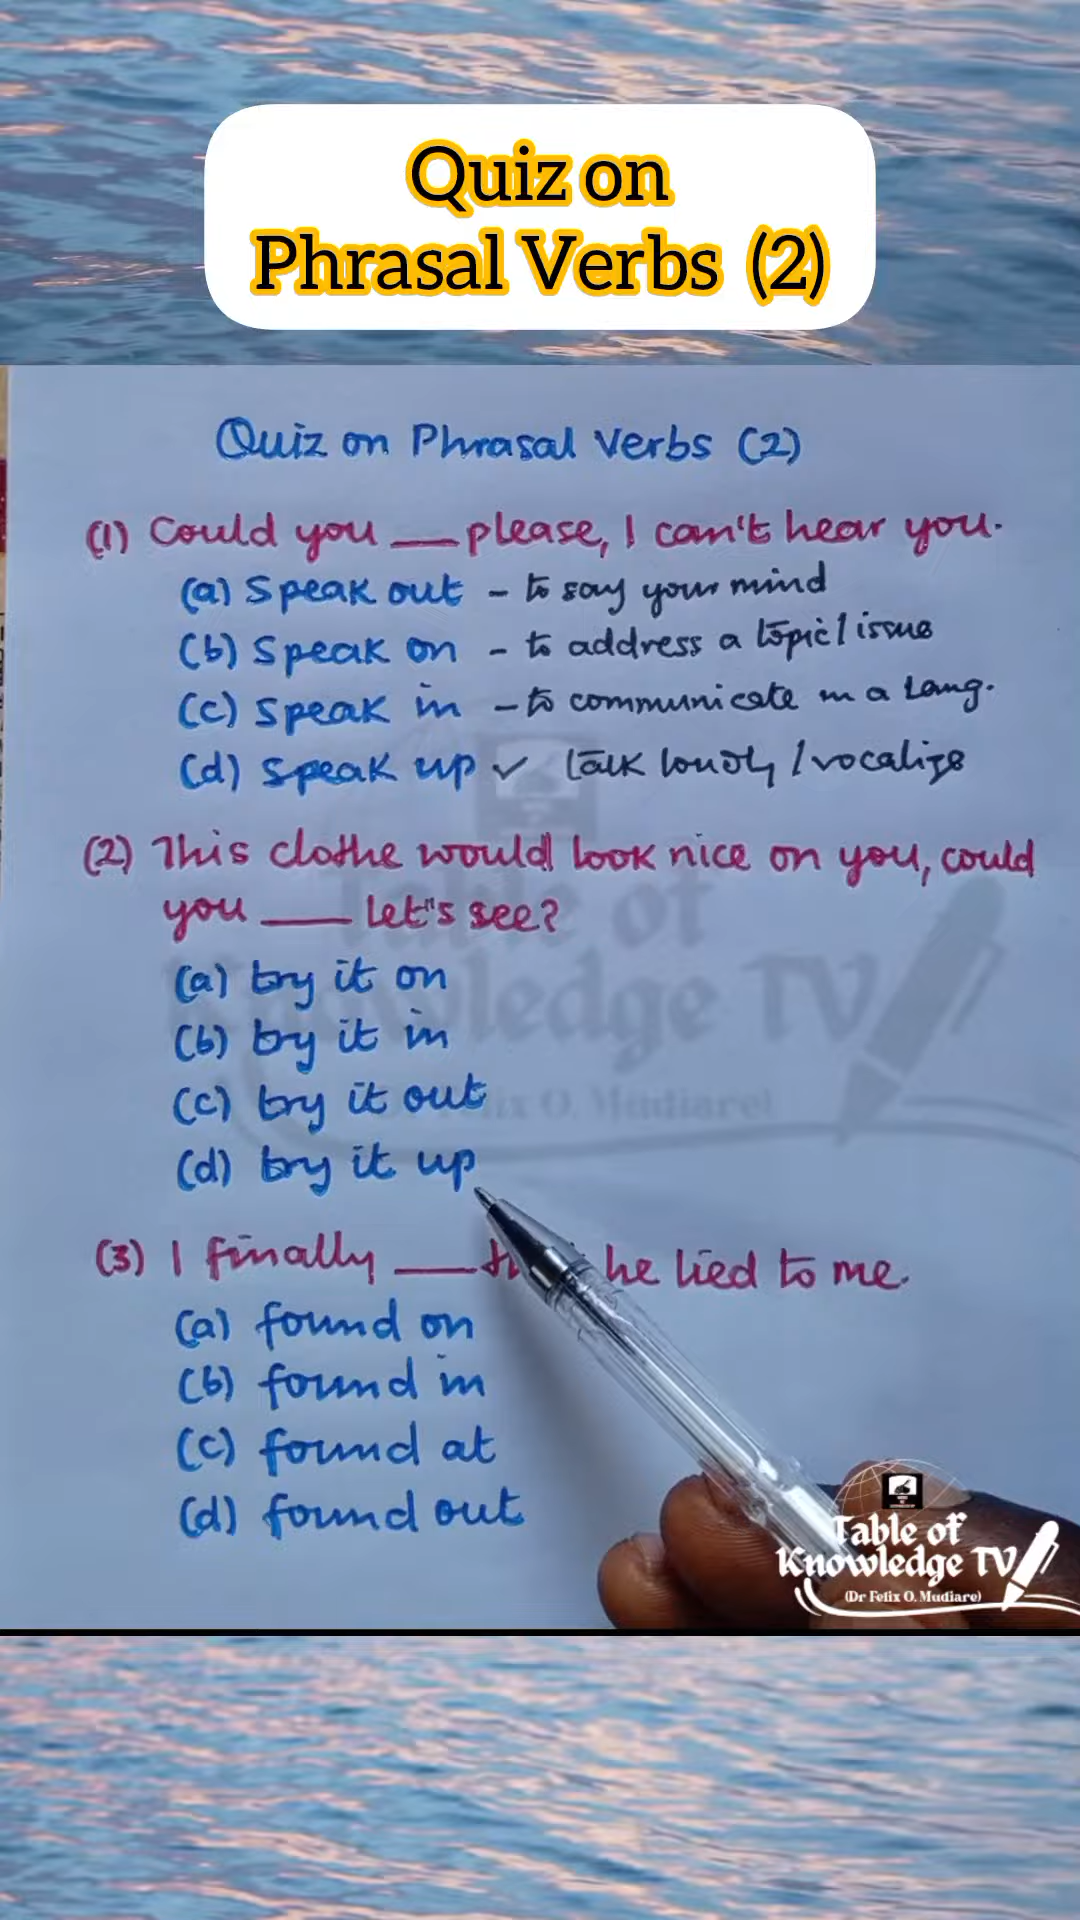 Quiz on
Phrasal Verbs (2)
Quiz on Phrasal Verbs (2)
(1) Could you __ please, I can't hear you.
(a) Speak out - to say your mind
(b) Speak on - to address a topic/issue
(c) Speak in - to communicate in a Lang.
(d) Speak up ✓ talk loudly/vocalize
(2) This clothe would look nice on you, could
you __ let's see?
(a) try it on
(b) try it in
(c) try it out
(d) try it up
(3) I finally __ he lied to me.
(a) found on
(b) found in
(c) found at
(d) found out
Table of
Knowledge TV
(Dr Felix O. Mudiare)